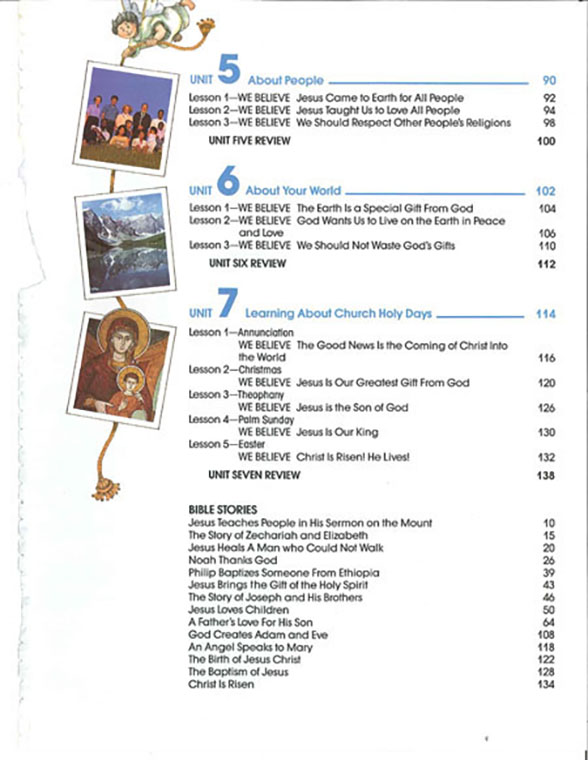 UNIT 5 About People 90
Lesson 1—WE BELIEVE Jesus Came to Earth for All People 92
Lesson 2—WE BELIEVE Jesus Taught Us to Love All People 94
Lesson 3—WE BELIEVE We Should Respect Other People's Religions 98
UNIT FIVE REVIEW 100
UNIT 6 About Your World 102
Lesson 1—WE BELIEVE The Earth Is a Special Gift From God 104
Lesson 2—WE BELIEVE God Wants Us to Live on the Earth in Peace
and Love 106
Lesson 3—WE BELIEVE We Should Not Waste God's Gifts 110
UNIT SIX REVIEW 112
UNIT 7 Learning About Church Holy Days 114
Lesson 1—Annunciation
WE BELIEVE The Good News Is the Coming of Christ Into
the World 116
Lesson 2—Christmas
WE BELIEVE Jesus Is Our Greatest Gift From God 120
Lesson 3—Theophany
WE BELIEVE Jesus is the Son of God 126
Lesson 4—Palm Sunday
WE BELIEVE Jesus Is Our King 130
Lesson 5—Easter
WE BELIEVE Christ Is Risen! He Lives! 132
UNIT SEVEN REVIEW 138
BIBLE STORIES
Jesus Teaches People in His Sermon on the Mount 10
The Story of Zechariah and Elizabeth 15
Jesus Heals A Man who Could Not Walk 20
Noah Thanks God 26
Philip Baptizes Someone From Ethiopia 39
Jesus Brings the Gift of the Holy Spirit 43
The Story of Joseph and His Brothers 46
Jesus Loves Children 50
A Father's Love For His Son 64
God Creates Adam and Eve 108
An Angel Speaks to Mary 118
The Birth of Jesus Christ 122
The Baptism of Jesus 128
Christ Is Risen 134